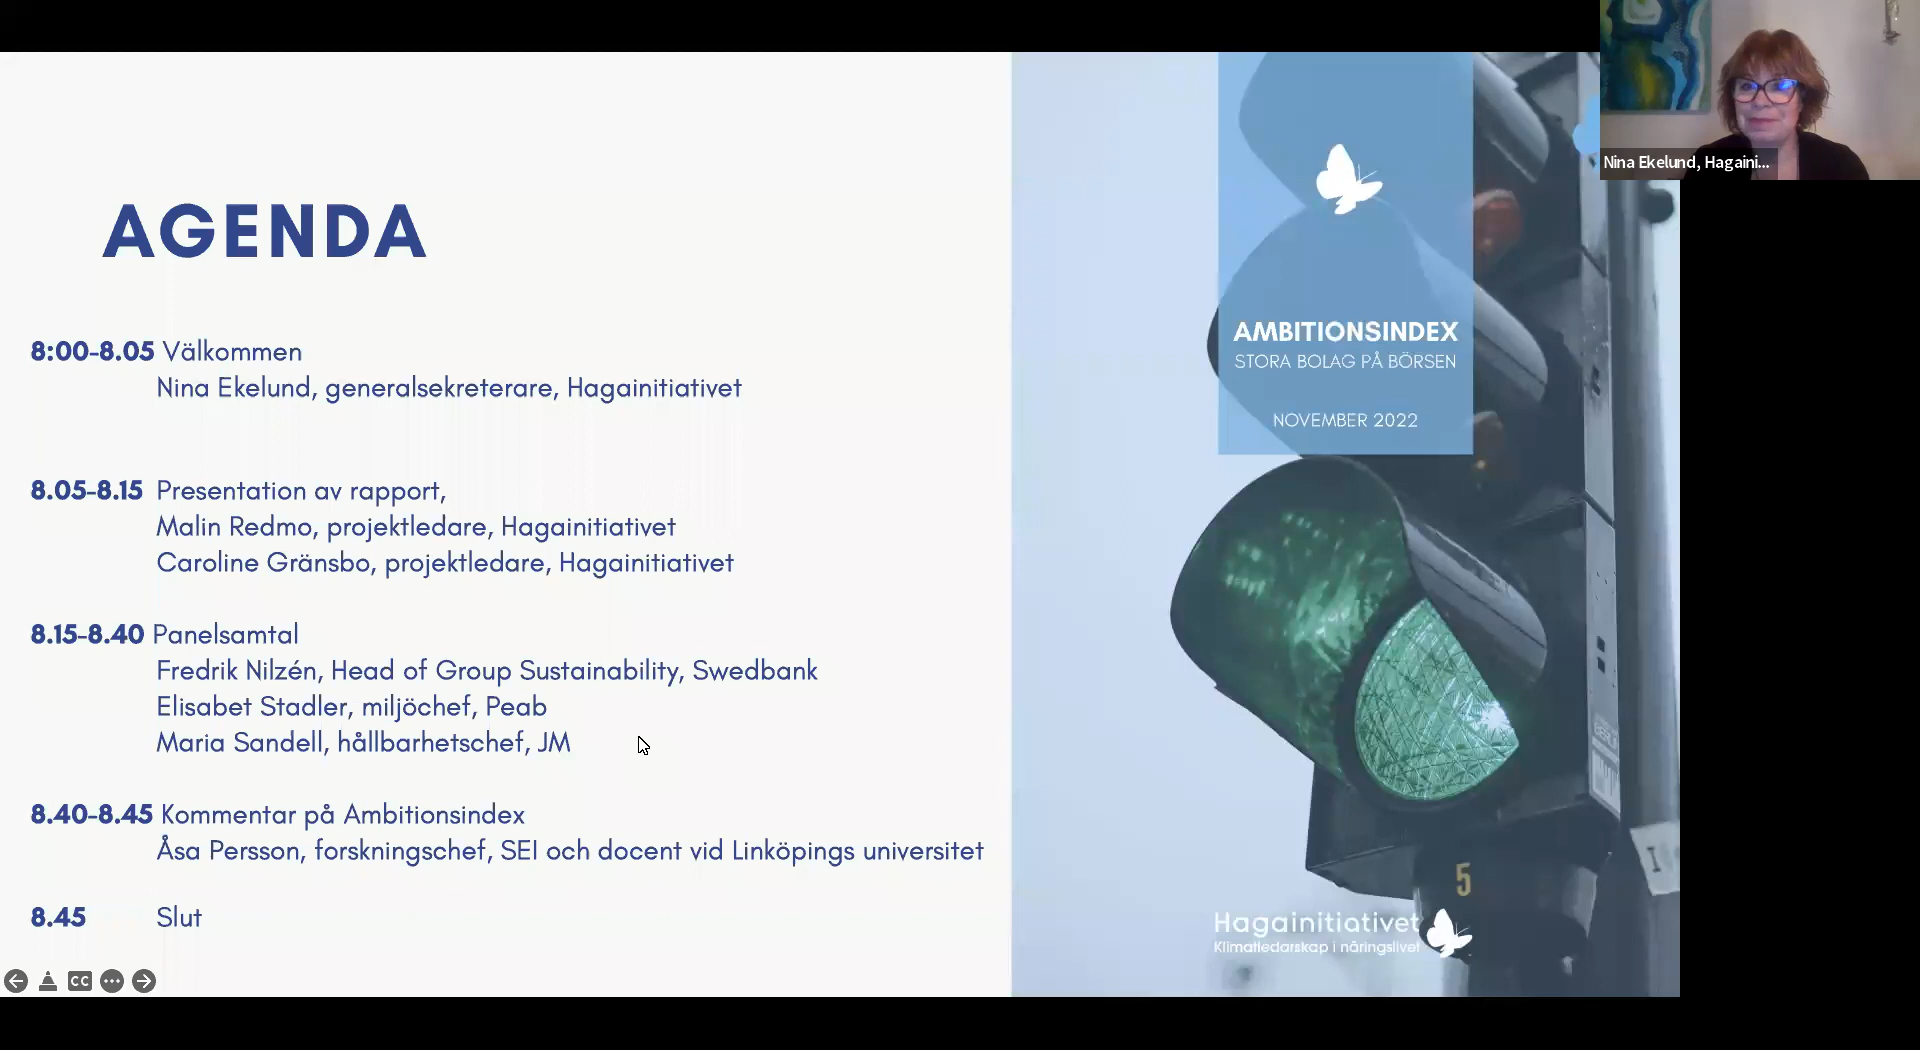 AGENDA
8:00-8.05 Välkommen
Nina Ekelund, generalsekreterare, Hagainitiativet
8.05-8.15 Presentation av rapport,
Malin Redmo, projektledare, Hagainitiativet
Caroline Gränsbo, projektledare, Hagainitiativet
8.15-8.40 Panelsamtal
Fredrik Nilzén, Head of Group Sustainability, Swedbank
Elisabet Stadler, miljöchef, Peab
Maria Sandell, hållbarhetschef, JM
8.40-8.45 Kommentar på Ambitionsindex
Åsa Persson, forskningschef, SEI och docent vid Linköpings universitet
8.45 Slut
CC
AMBITIONSINDEX
STORA BOLAG PÅ BÖRSEN
NOVEMBER 2022
5
I
Hagainitiativet
Klimatledarskap i näringslivet
Nina Ekelund, Hagaini...